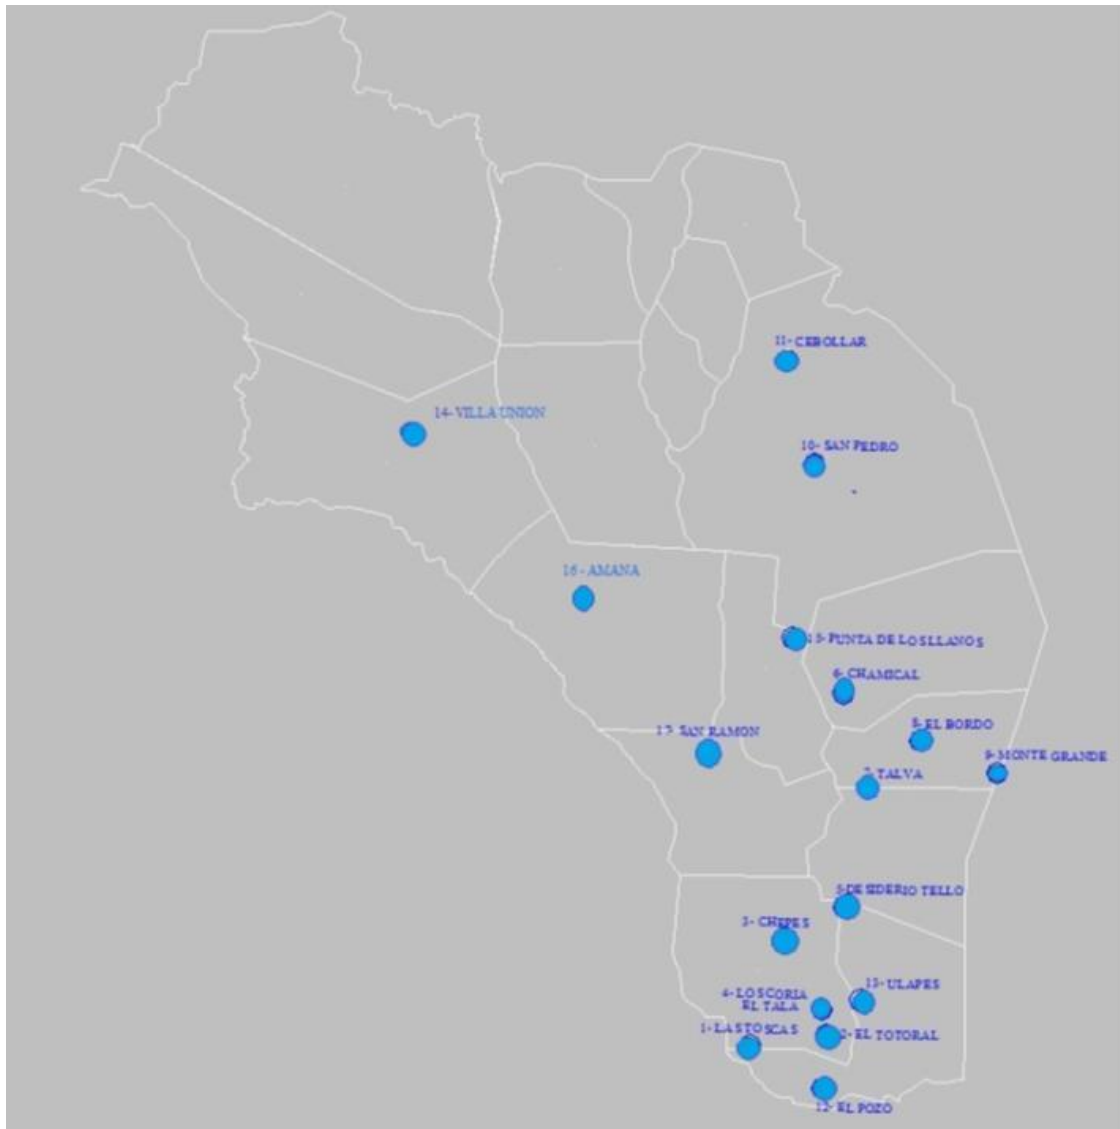 11- CEBOLLAR
14- VILLA UNION
10- SAN PEDRO
16- AMANA
15- PUNTA DE LOS LLANOS
6- CHAMICAL
8- EL BORDO
17- SAN RAMON
9- MONTE GRANDE
7- TALVA
5-DESIDERIO TELLO
3- CHEPES
13- ULAPES
4- LOS CORIA
EL TALA
1- LAS TOSCAS
2- EL TOTORAL
12- EL POZO